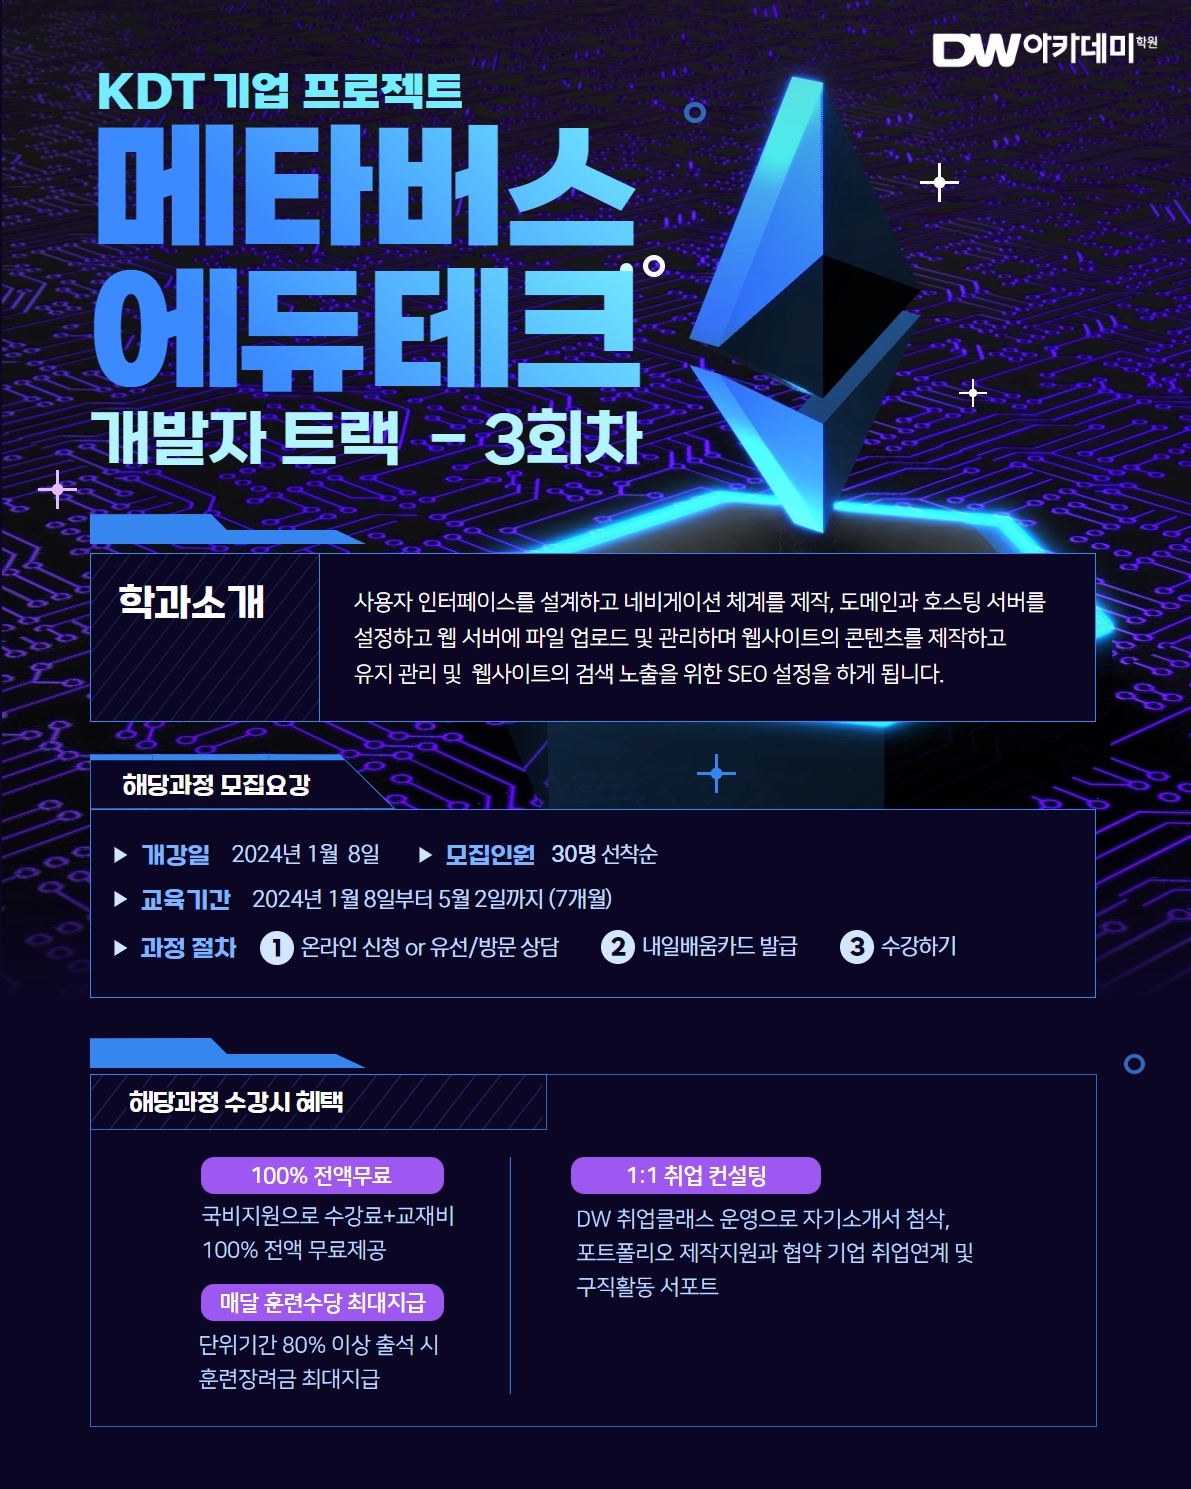 DW아카데미학원
KDT 기업 프로젝트
메타버스
에듀테크
개발자 트랙 - 3회차
학과소개
사용자 인터페이스를 설계하고 네비게이션 체계를 제작, 도메인과 호스팅 서버를
설정하고 웹 서버에 파일 업로드 및 관리하며 웹사이트의 콘텐츠를 제작하고
유지 관리 및 웹사이트의 검색 노출을 위한 SEO 설정을 하게 됩니다.
해당과정 모집요강
▶ 개강일 2024년 1월 8일 ▶ 모집인원 30명 선착순
▶ 교육기간 2024년 1월 8일부터 5월 2일까지 (7개월)
▶ 과정 절차 1 온라인 신청 or 유선/방문 상담 2 내일배움카드 발급 3 수강하기
해당과정 수강시 혜택
100% 전액무료
국비지원으로 수강료+교재비
100% 전액 무료제공
매달 훈련수당 최대지급
단위기간 80% 이상 출석 시
훈련장려금 최대지급
1:1 취업 컨설팅
DW 취업클래스 운영으로 자기소개서 첨삭,
포트폴리오 제작지원과 협약 기업 취업연계 및
구직활동 서포트